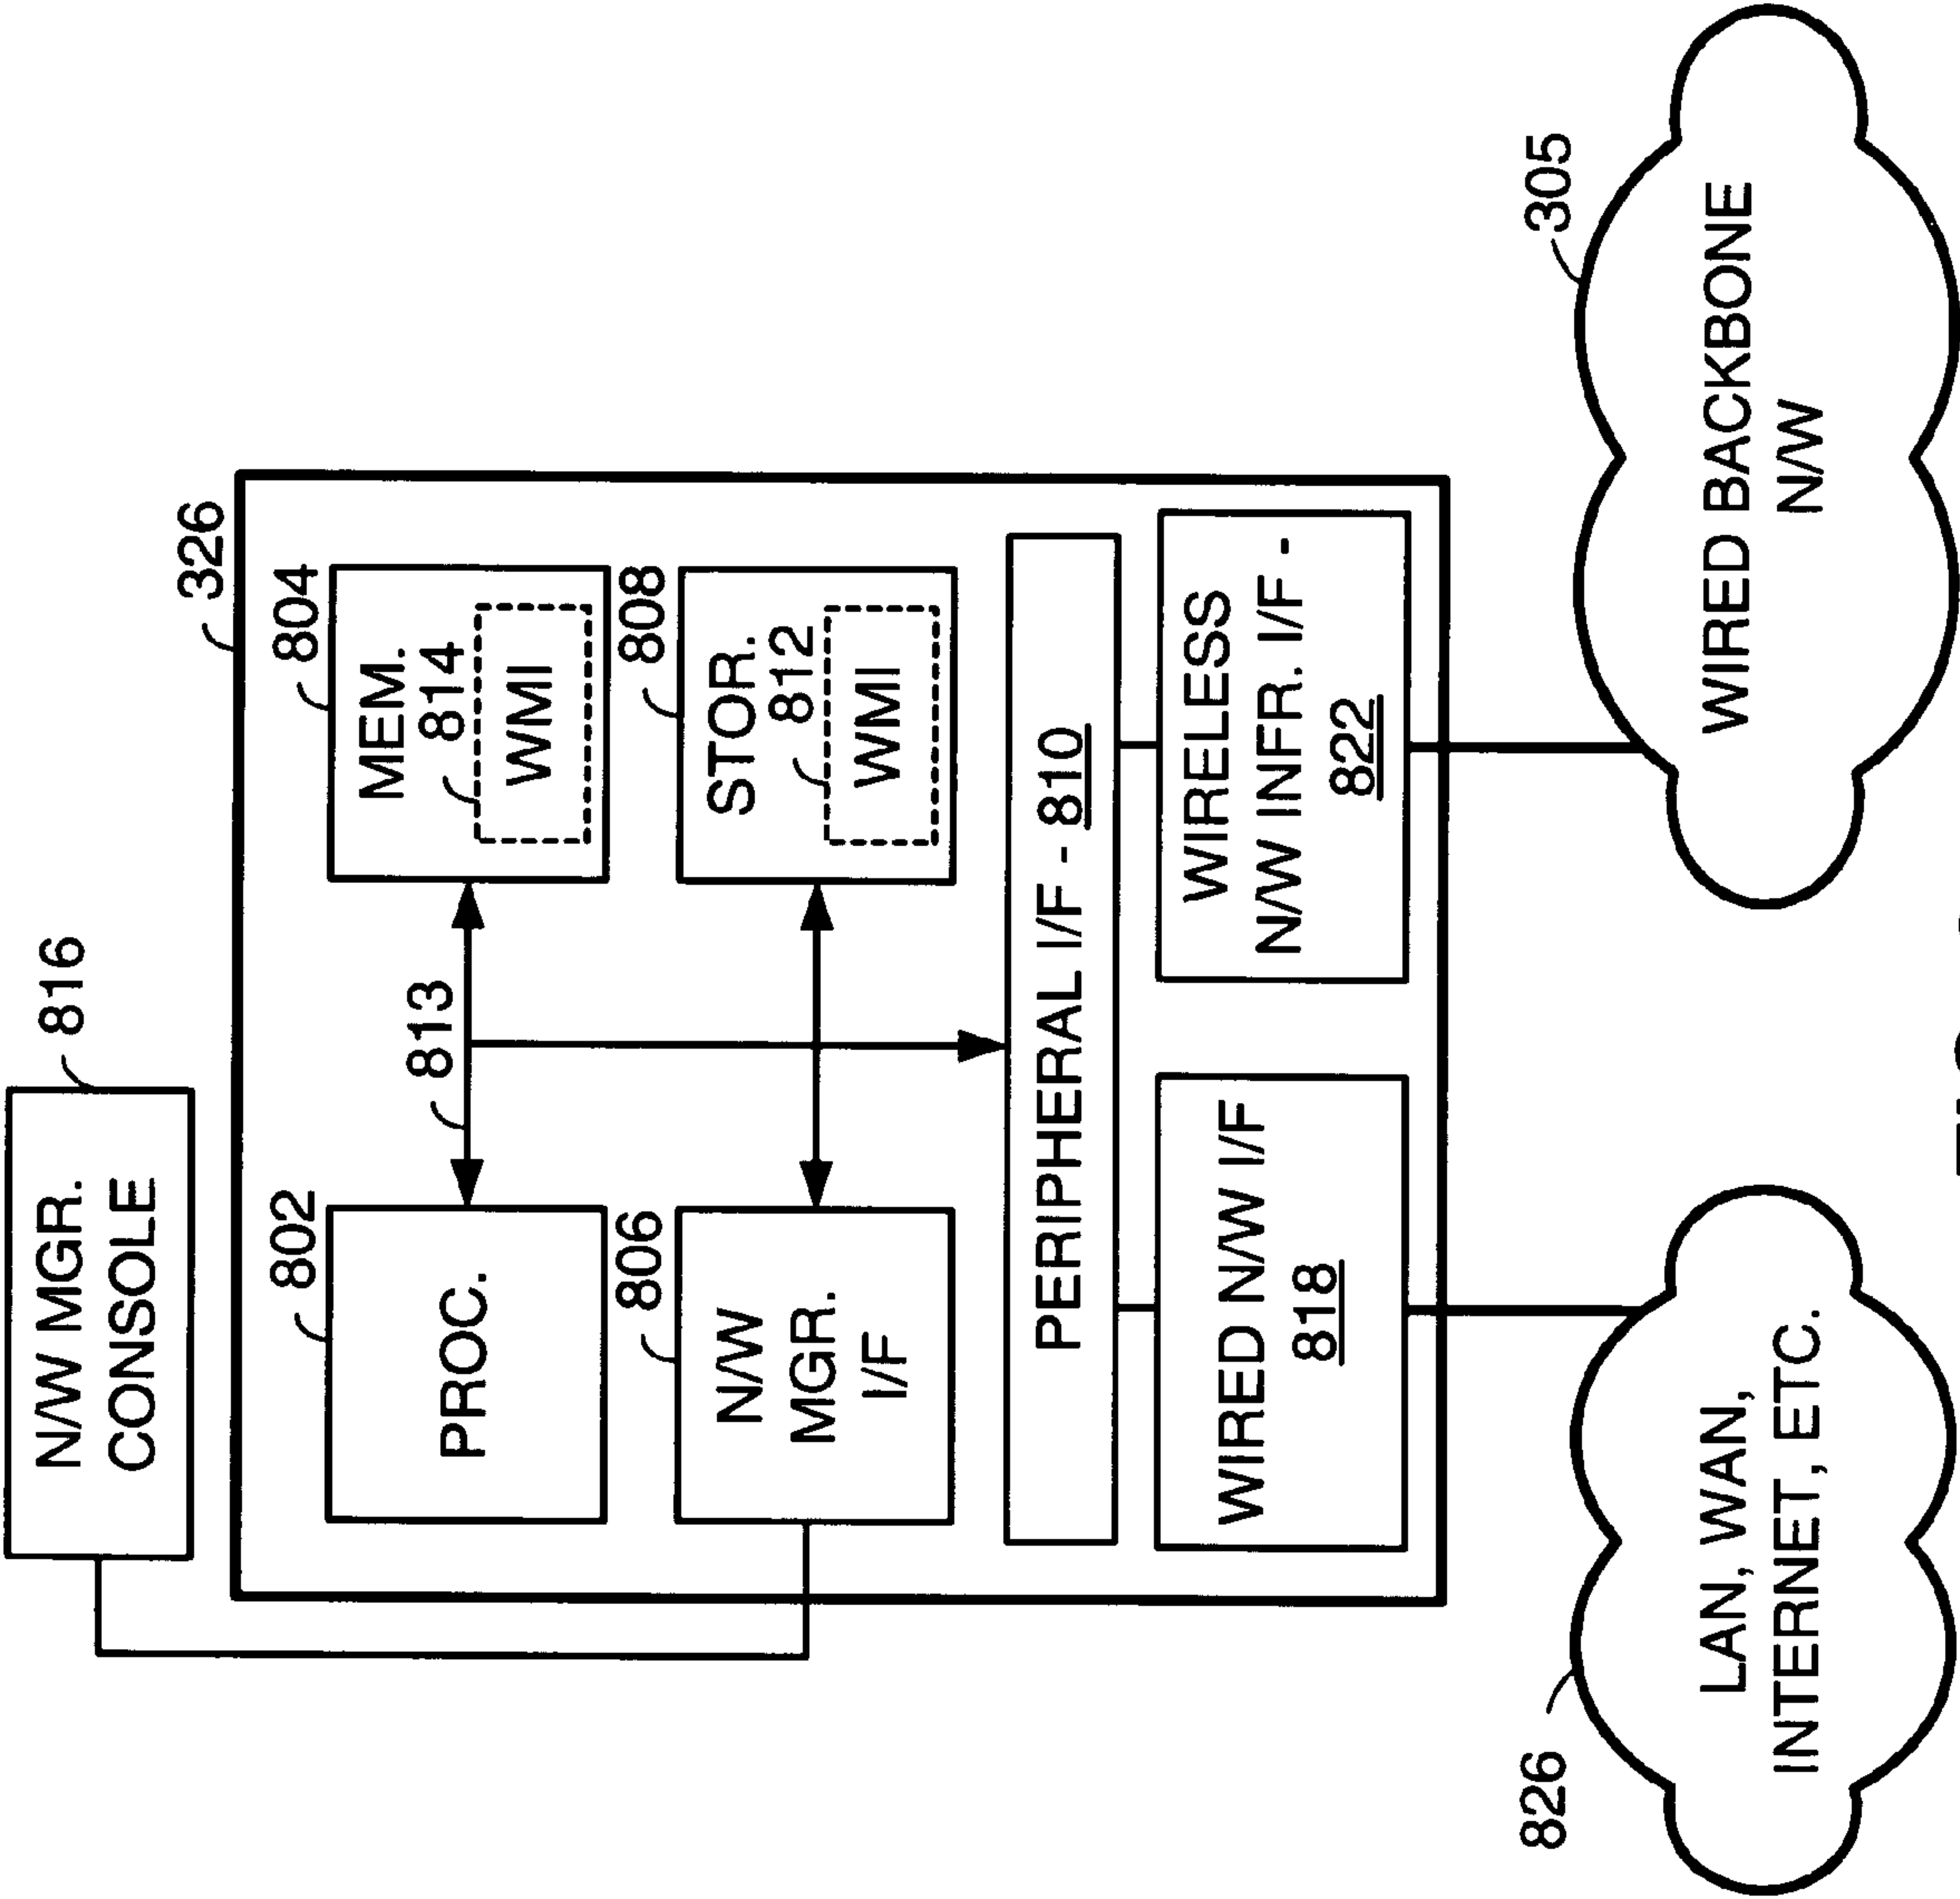 N/W MGR.
CONSOLE
816
326
802
PROC.
813
804
MEM.
814
WMI
806
N/W
MGR.
I/F
808
STOR.
812
WMI
PERIPHERAL I/F - 810
WIRED N/W I/F
818
WIRELESS
N/W INFR. I/F -
822
826
LAN, WAN,
INTERNET, ETC.
305
WIRED BACKBONE
N/W